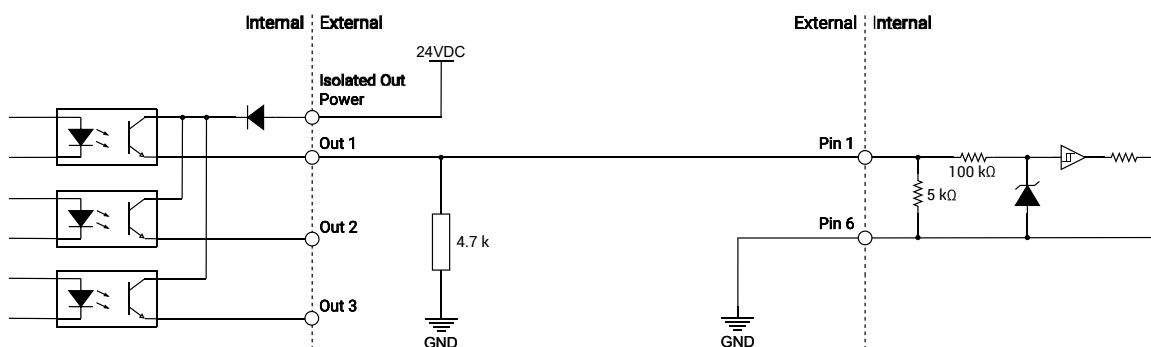 Internal
External
External
Internal
24VDC
Isolated Out
Power
Out 1
Pin 1
100 kΩ
5 kΩ
Out 2
Pin 6
4.7 k
Out 3
GND
GND